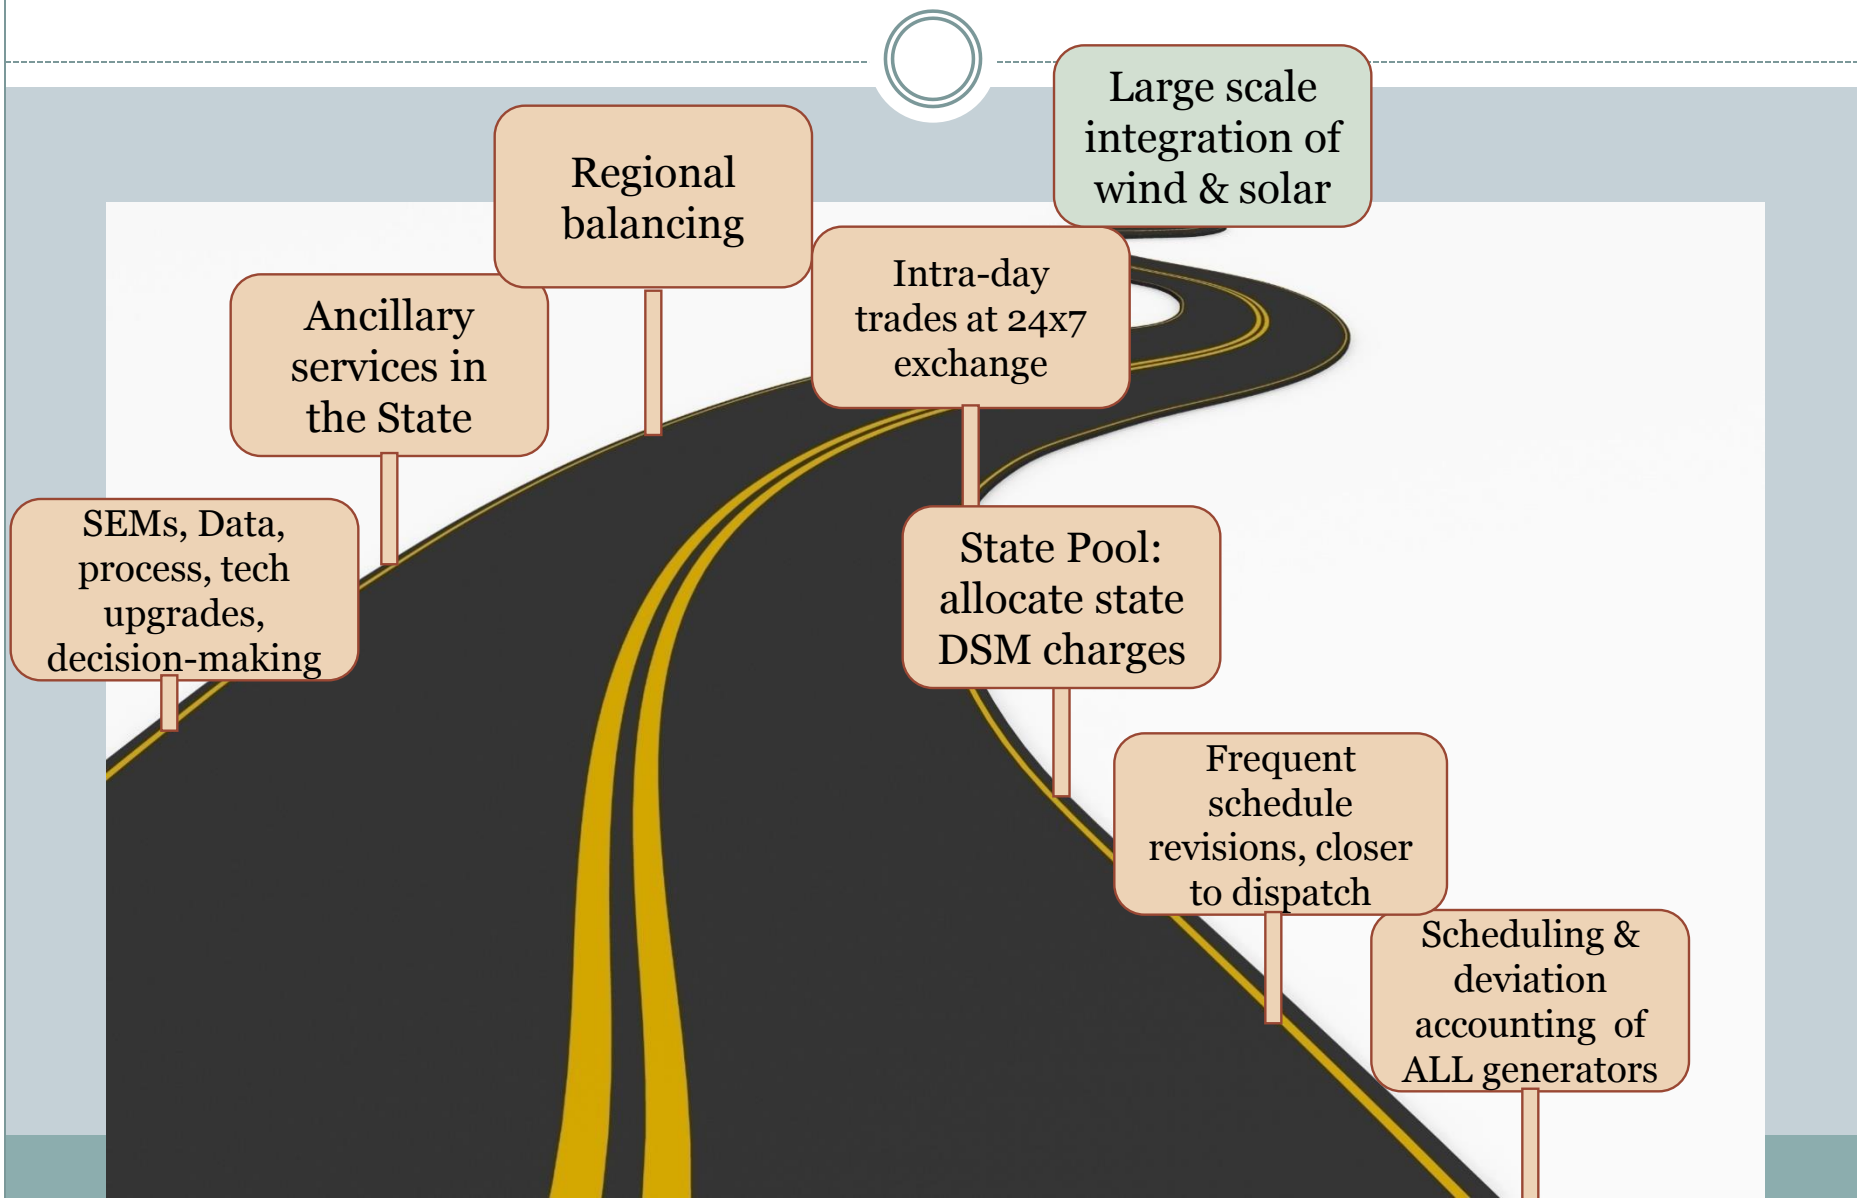 Large scale
integration of
wind & solar
Regional
balancing
Intra-day
trades at 24x7
exchange
Ancillary
services in
the State
SEMs, Data,
process, tech
upgrades,
decision-making
State Pool:
allocate state
DSM charges
Frequent
schedule
revisions, closer
to dispatch
Scheduling &
deviation
accounting of
ALL generators